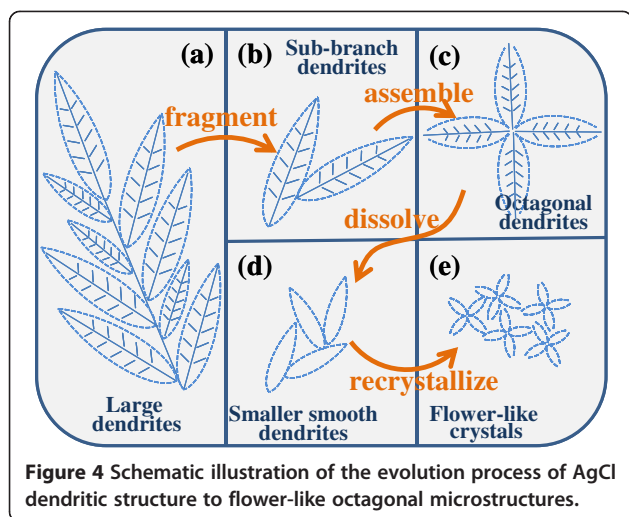 (a)
(b)
Sub-branch
dendrites
(c)
fragment
assemble
Octagonal
dendrites
dissolve
(d)
(e)
recrystallize
Large
dendrites
Smaller smooth
dendrites
Flower-like
crystals
Figure 4 Schematic illustration of the evolution process of AgCl
dendritic structure to flower-like octagonal microstructures.